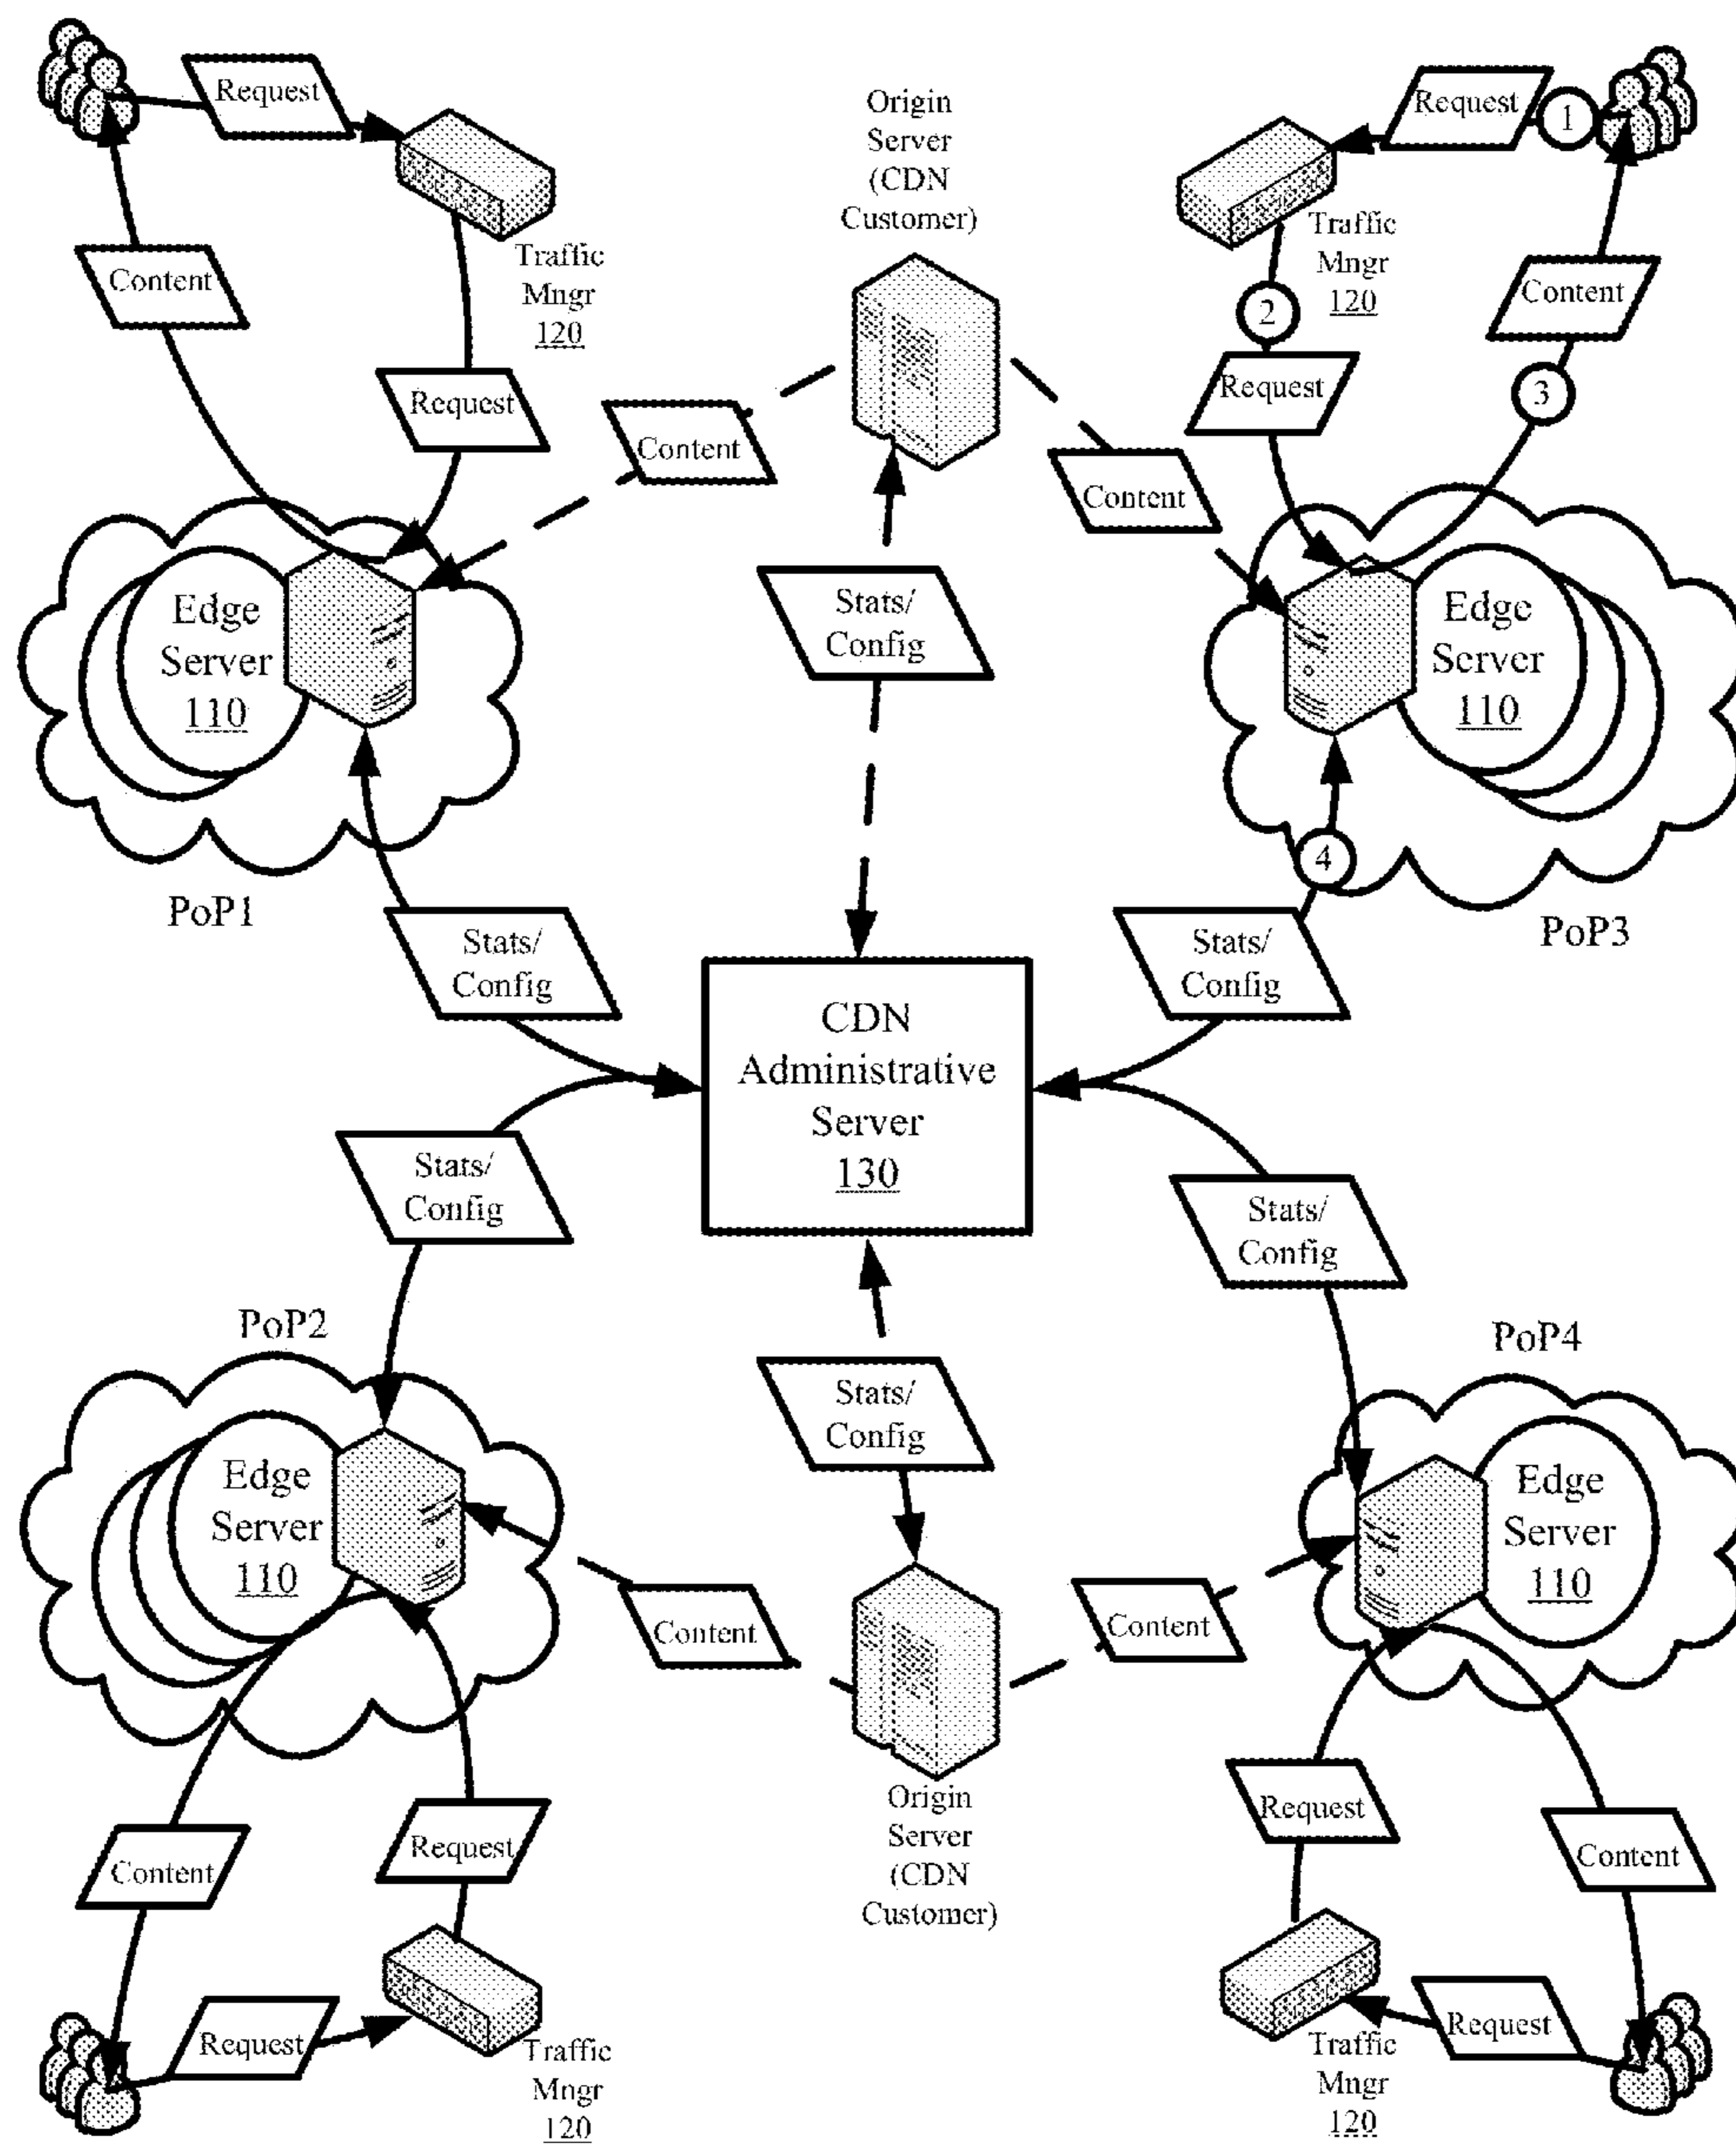 Request
Origin
Server
(CDN
Customer)
Request
1
Traffic
Mngr
120
Content
Traffic
Mngr
120
Content
2
Request
Request
3
Content
Content
Edge
Server
110
Stats/
Config
Edge
Server
110
4
PoP1
PoP3
Stats/
Config
Stats/
Config
CDN
Administrative
Server
130
Stats/
Config
Stats/
Config
PoP2
PoP4
Stats/
Config
Edge
Server
110
Edge
Server
110
Content
Content
Origin
Server
(CDN
Customer)
Request
Content
Request
Content
Request
Traffic
Mngr
120
Traffic
Mngr
120
Request